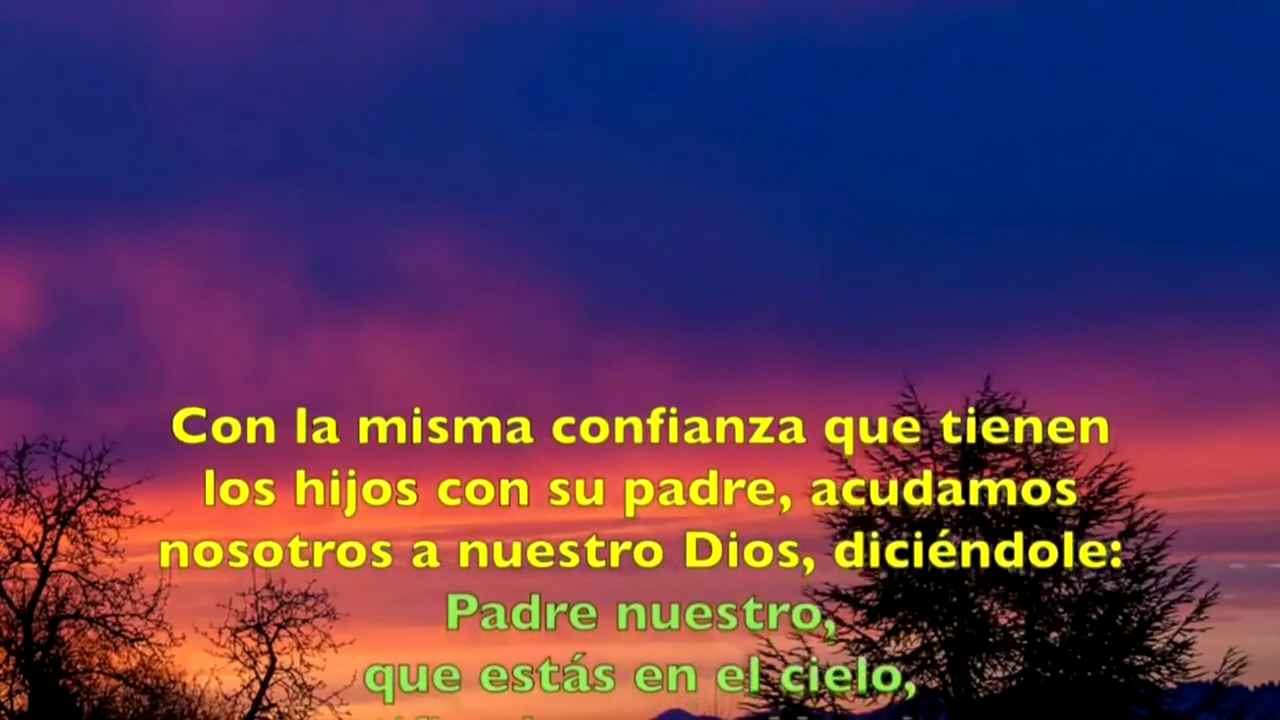 Con la misma confianza que tienen
los hijos con su padre, acudamos
nosotros a nuestro Dios, diciéndole:
Padre nuestro,
que estás en el cielo,